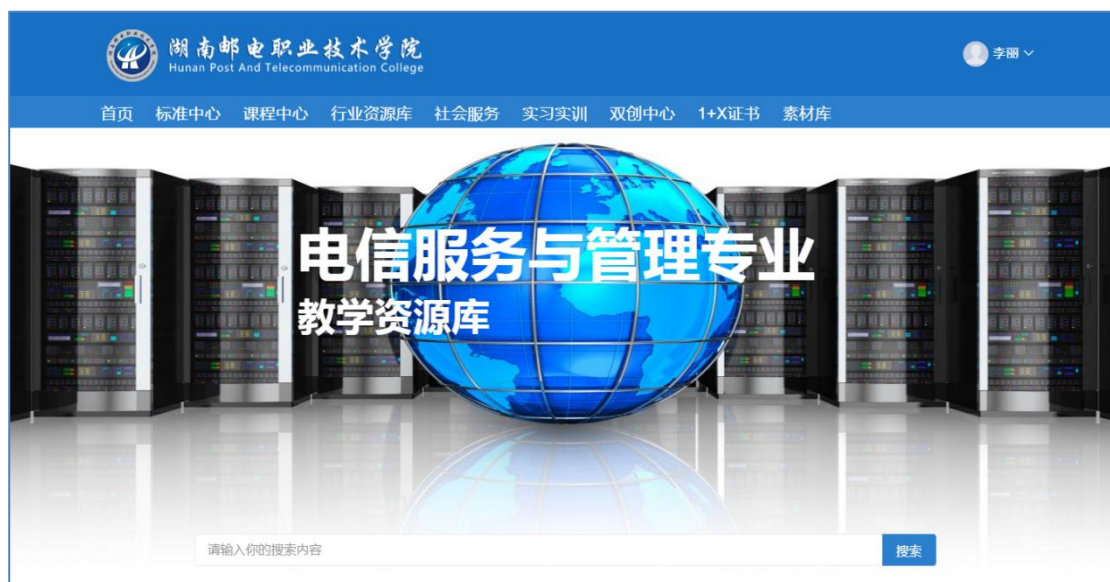 湖南邮电职业技术学院
Hunan Post And Telecommunication College
李丽
首页 标准中心 课程中心 行业资源库 社会服务 实习实训 双创中心 1+X证书 素材库
电信服务与管理专业
教学资源库
请输入你的搜索内容 搜索